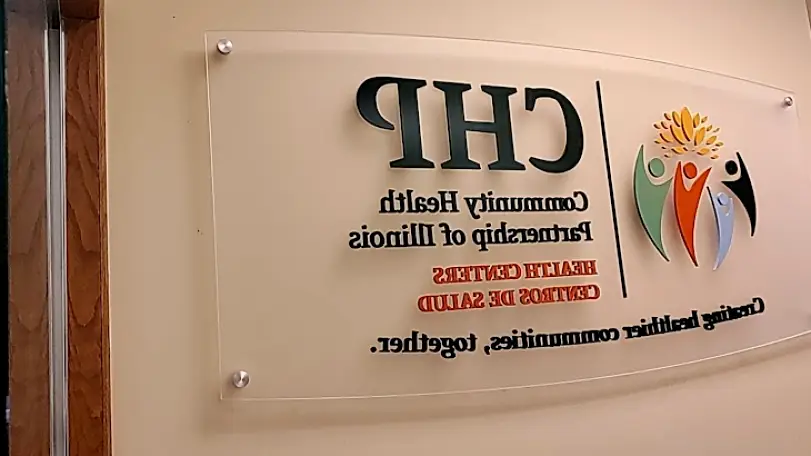 CHP
Community Health
Partnership of Illinois
HEALTH CENTERS
CENTROS DE SALUD
Creating healthier communities, together.